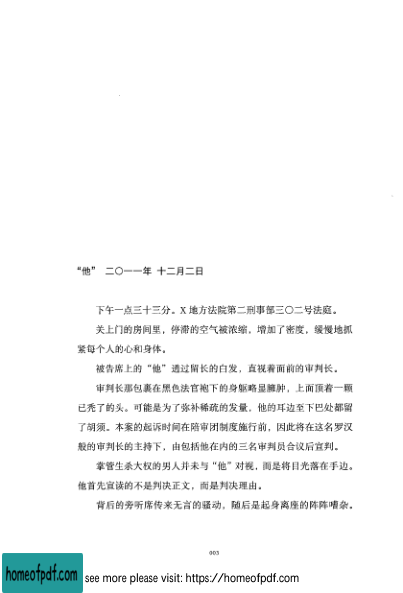 “他” 二〇一一年 十二月二日
下午一点三十三分。X 地方法院第二刑事部三〇二号法庭。
关上门的房间里，停滞的空气被浓缩，增加了密度，缓慢地抓
紧每个人的心和身体。
被告席上的“他”透过留长的白发，直视着面前的审判长。
审判长那包裹在黑色法官袍下的身躯略显臃肿，上面顶着一颗
已秃了的头。可能是为了弥补稀疏的发量，他的耳边至下巴处都留
了胡须。本案的起诉时间在陪审团制度施行前，因此将在这名罗汉
般的审判长的主持下，由包括他在内的三名审判员合议后宣判。
掌管生杀大权的男人并未与“他”对视，而是将目光落在手边。
他首先宣读的不是判决正文，而是判决理由。
背后的旁听席传来无言的骚动，随后是起身离座的阵阵嘈杂。
003
homeofpdf.com
see more please visit: https://homeofpdf.com